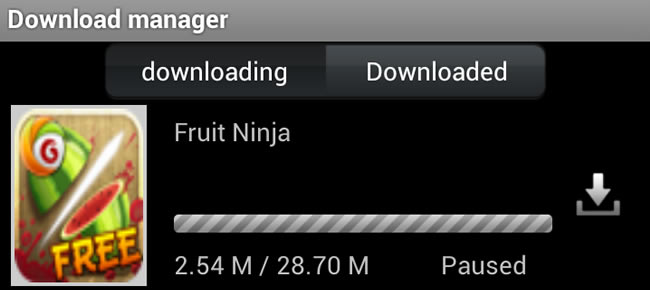 Download manager
downloading Downloaded
Fruit Ninja
G
FREE
2.54 M / 28.70 M Paused